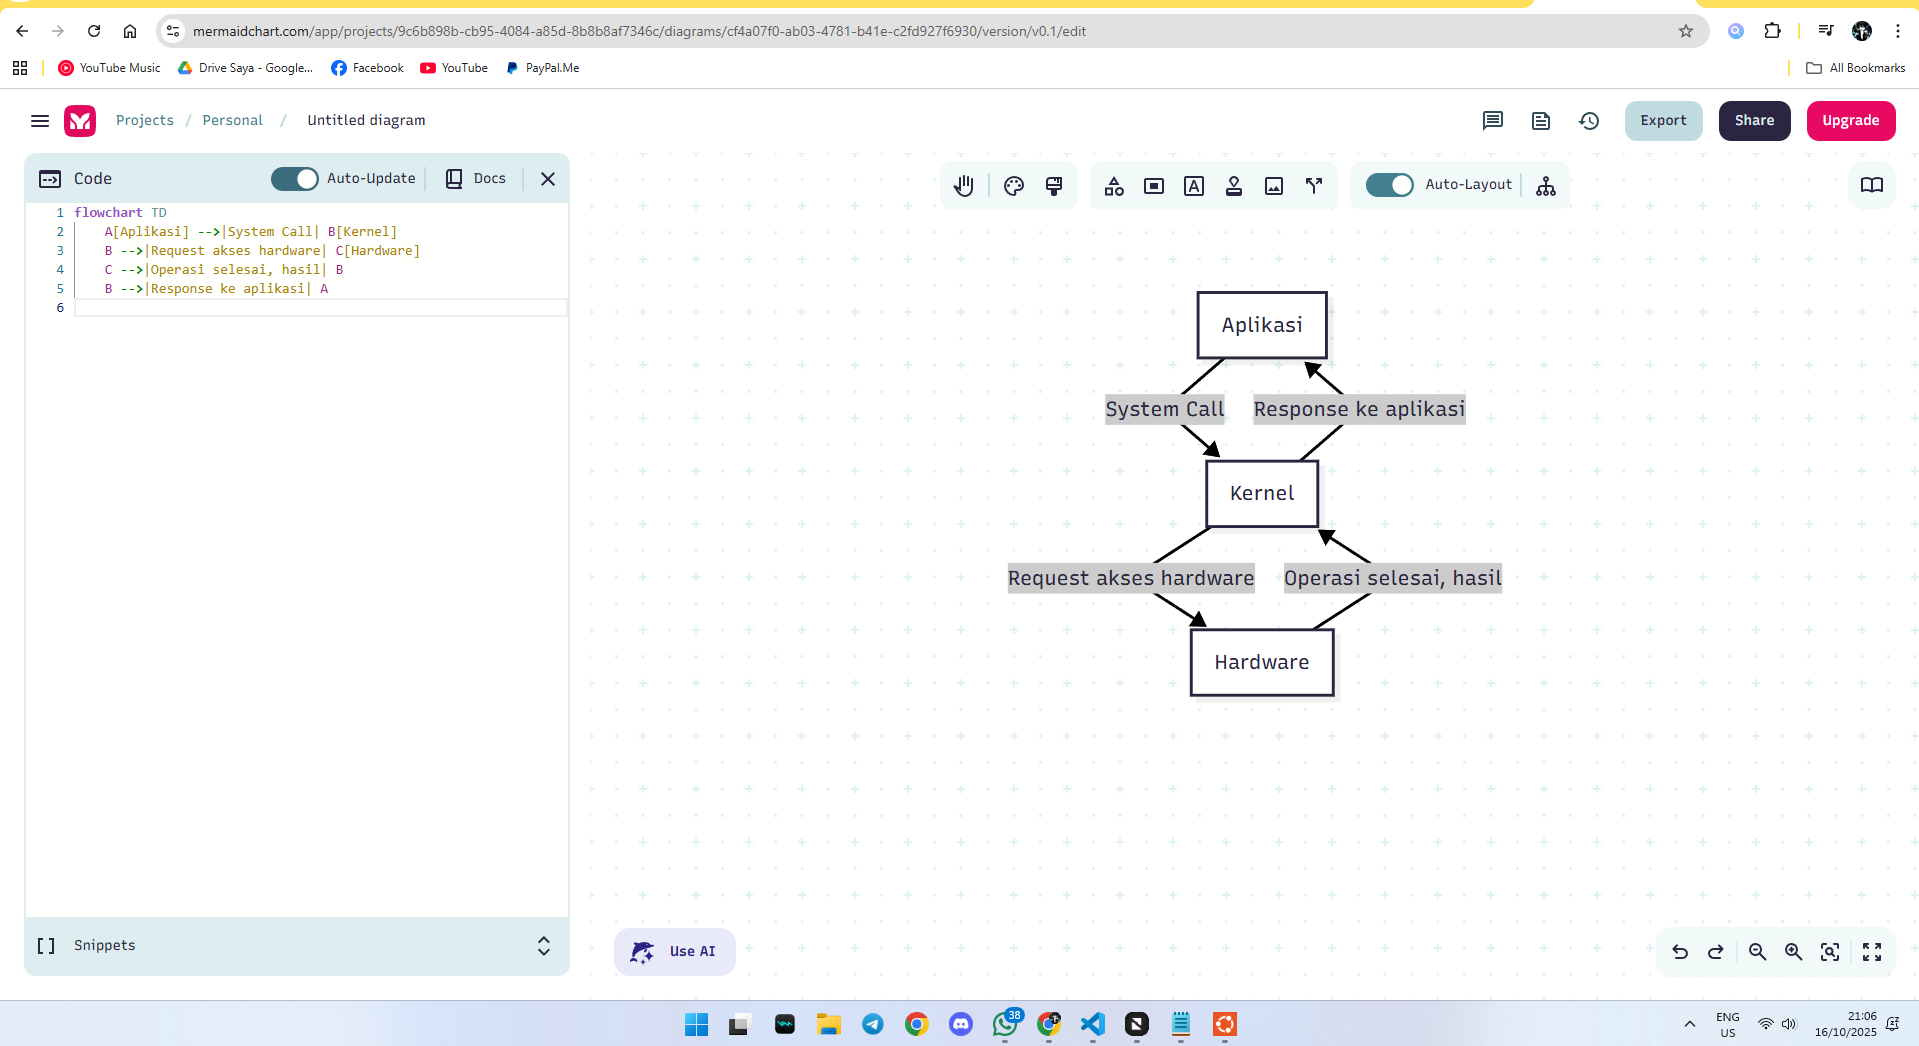 mermaidchart.com/app/projects/9c6b898b-cb95-4084-a85d-8b8b8af7346c/diagrams/cf4a07f0-ab03-4781-b41e-c2fd927f6930/version/v0.1/edit
YouTube Music
Drive Saya - Google...
Facebook
YouTube
PayPal.Me
All Bookmarks
Projects / Personal / Untitled diagram
Export
Share
Upgrade
Code
Auto-Update
Docs
Auto-Layout
1 flowchart TD
2 A[Aplikasi] -->|System Call| B[Kernel]
3 B -->|Request akses hardware| C[Hardware]
4 C -->|Operasi selesai, hasil| B
5 B -->|Response ke aplikasi| A
6
Aplikasi
System Call
Response ke aplikasi
Kernel
Request akses hardware
Operasi selesai, hasil
Hardware
Snippets
Use AI
38
ENG
US
21:06
16/10/2025